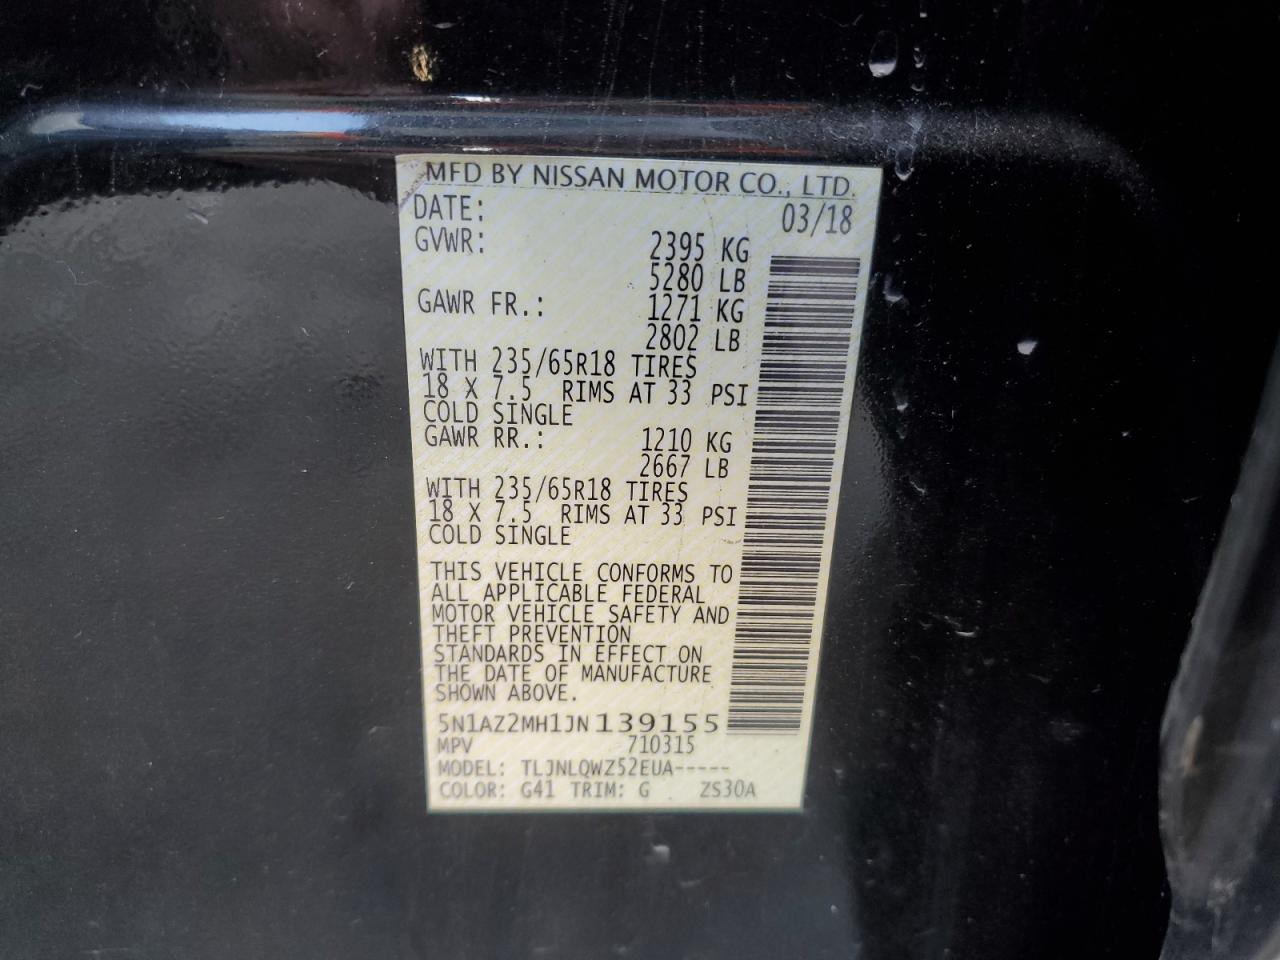 MFD BY NISSAN MOTOR CO., LTD.
DATE: 03/18
GVWR: 2395 KG
5280 LB
GAWR FR.: 1271 KG
2802 LB
WITH 235/65R18 TIRES
18 X 7.5 RIMS AT 33 PSI
COLD SINGLE
GAWR RR.: 1210 KG
2667 LB
WITH 235/65R18 TIRES
18 X 7.5 RIMS AT 33 PSI
COLD SINGLE
THIS VEHICLE CONFORMS TO
ALL APPLICABLE FEDERAL
MOTOR VEHICLE SAFETY AND
THEFT PREVENTION
STANDARDS IN EFFECT ON
THE DATE OF MANUFACTURE
SHOWN ABOVE.
5N1AZ2MH1JN139155
MPV 710315
MODEL: TLJNLQWZ52EUA-----
COLOR: G41 TRIM: G ZS30A